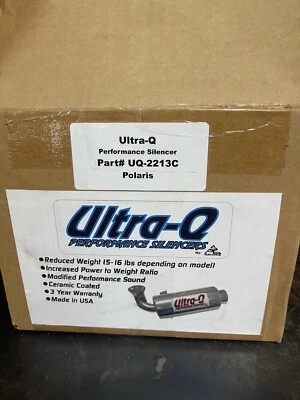 Ultra-Q
Performance Silencer
Part# UQ-2213C
Polaris
Ultra-Q
PERFORMANCE SILENCERS
by:
• Reduced Weight (5-16 lbs depending on model)
• Increased Power to Weight Ratio
• Modified Performance Sound
• Ceramic Coated
• 3 Year Warranty
• Made in USA
Ultra-Q